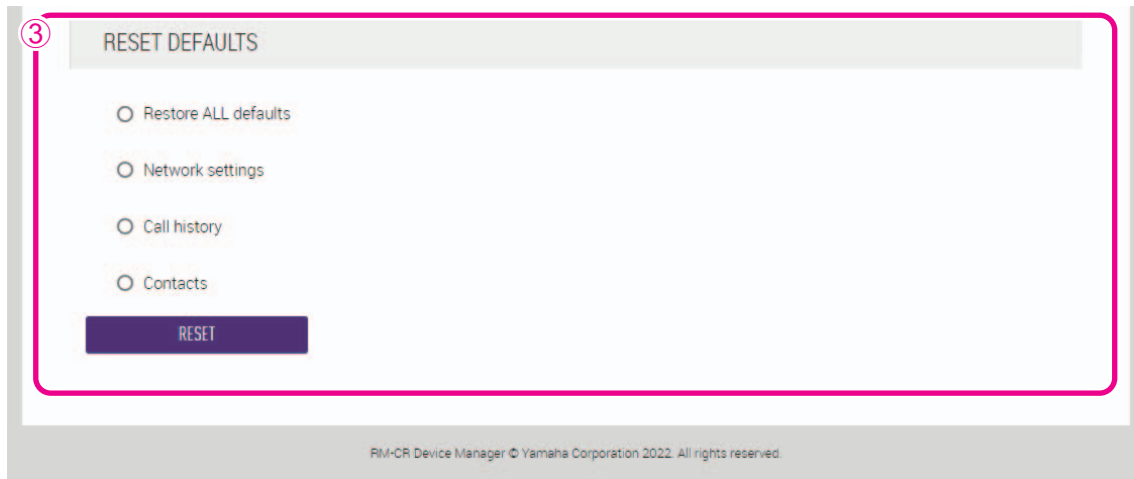 ③
RESET DEFAULTS
Restore ALL defaults
Network settings
Call history
Contacts
RESET
RM-CR Device Manager © Yamaha Corporation 2022. All rights reserved.